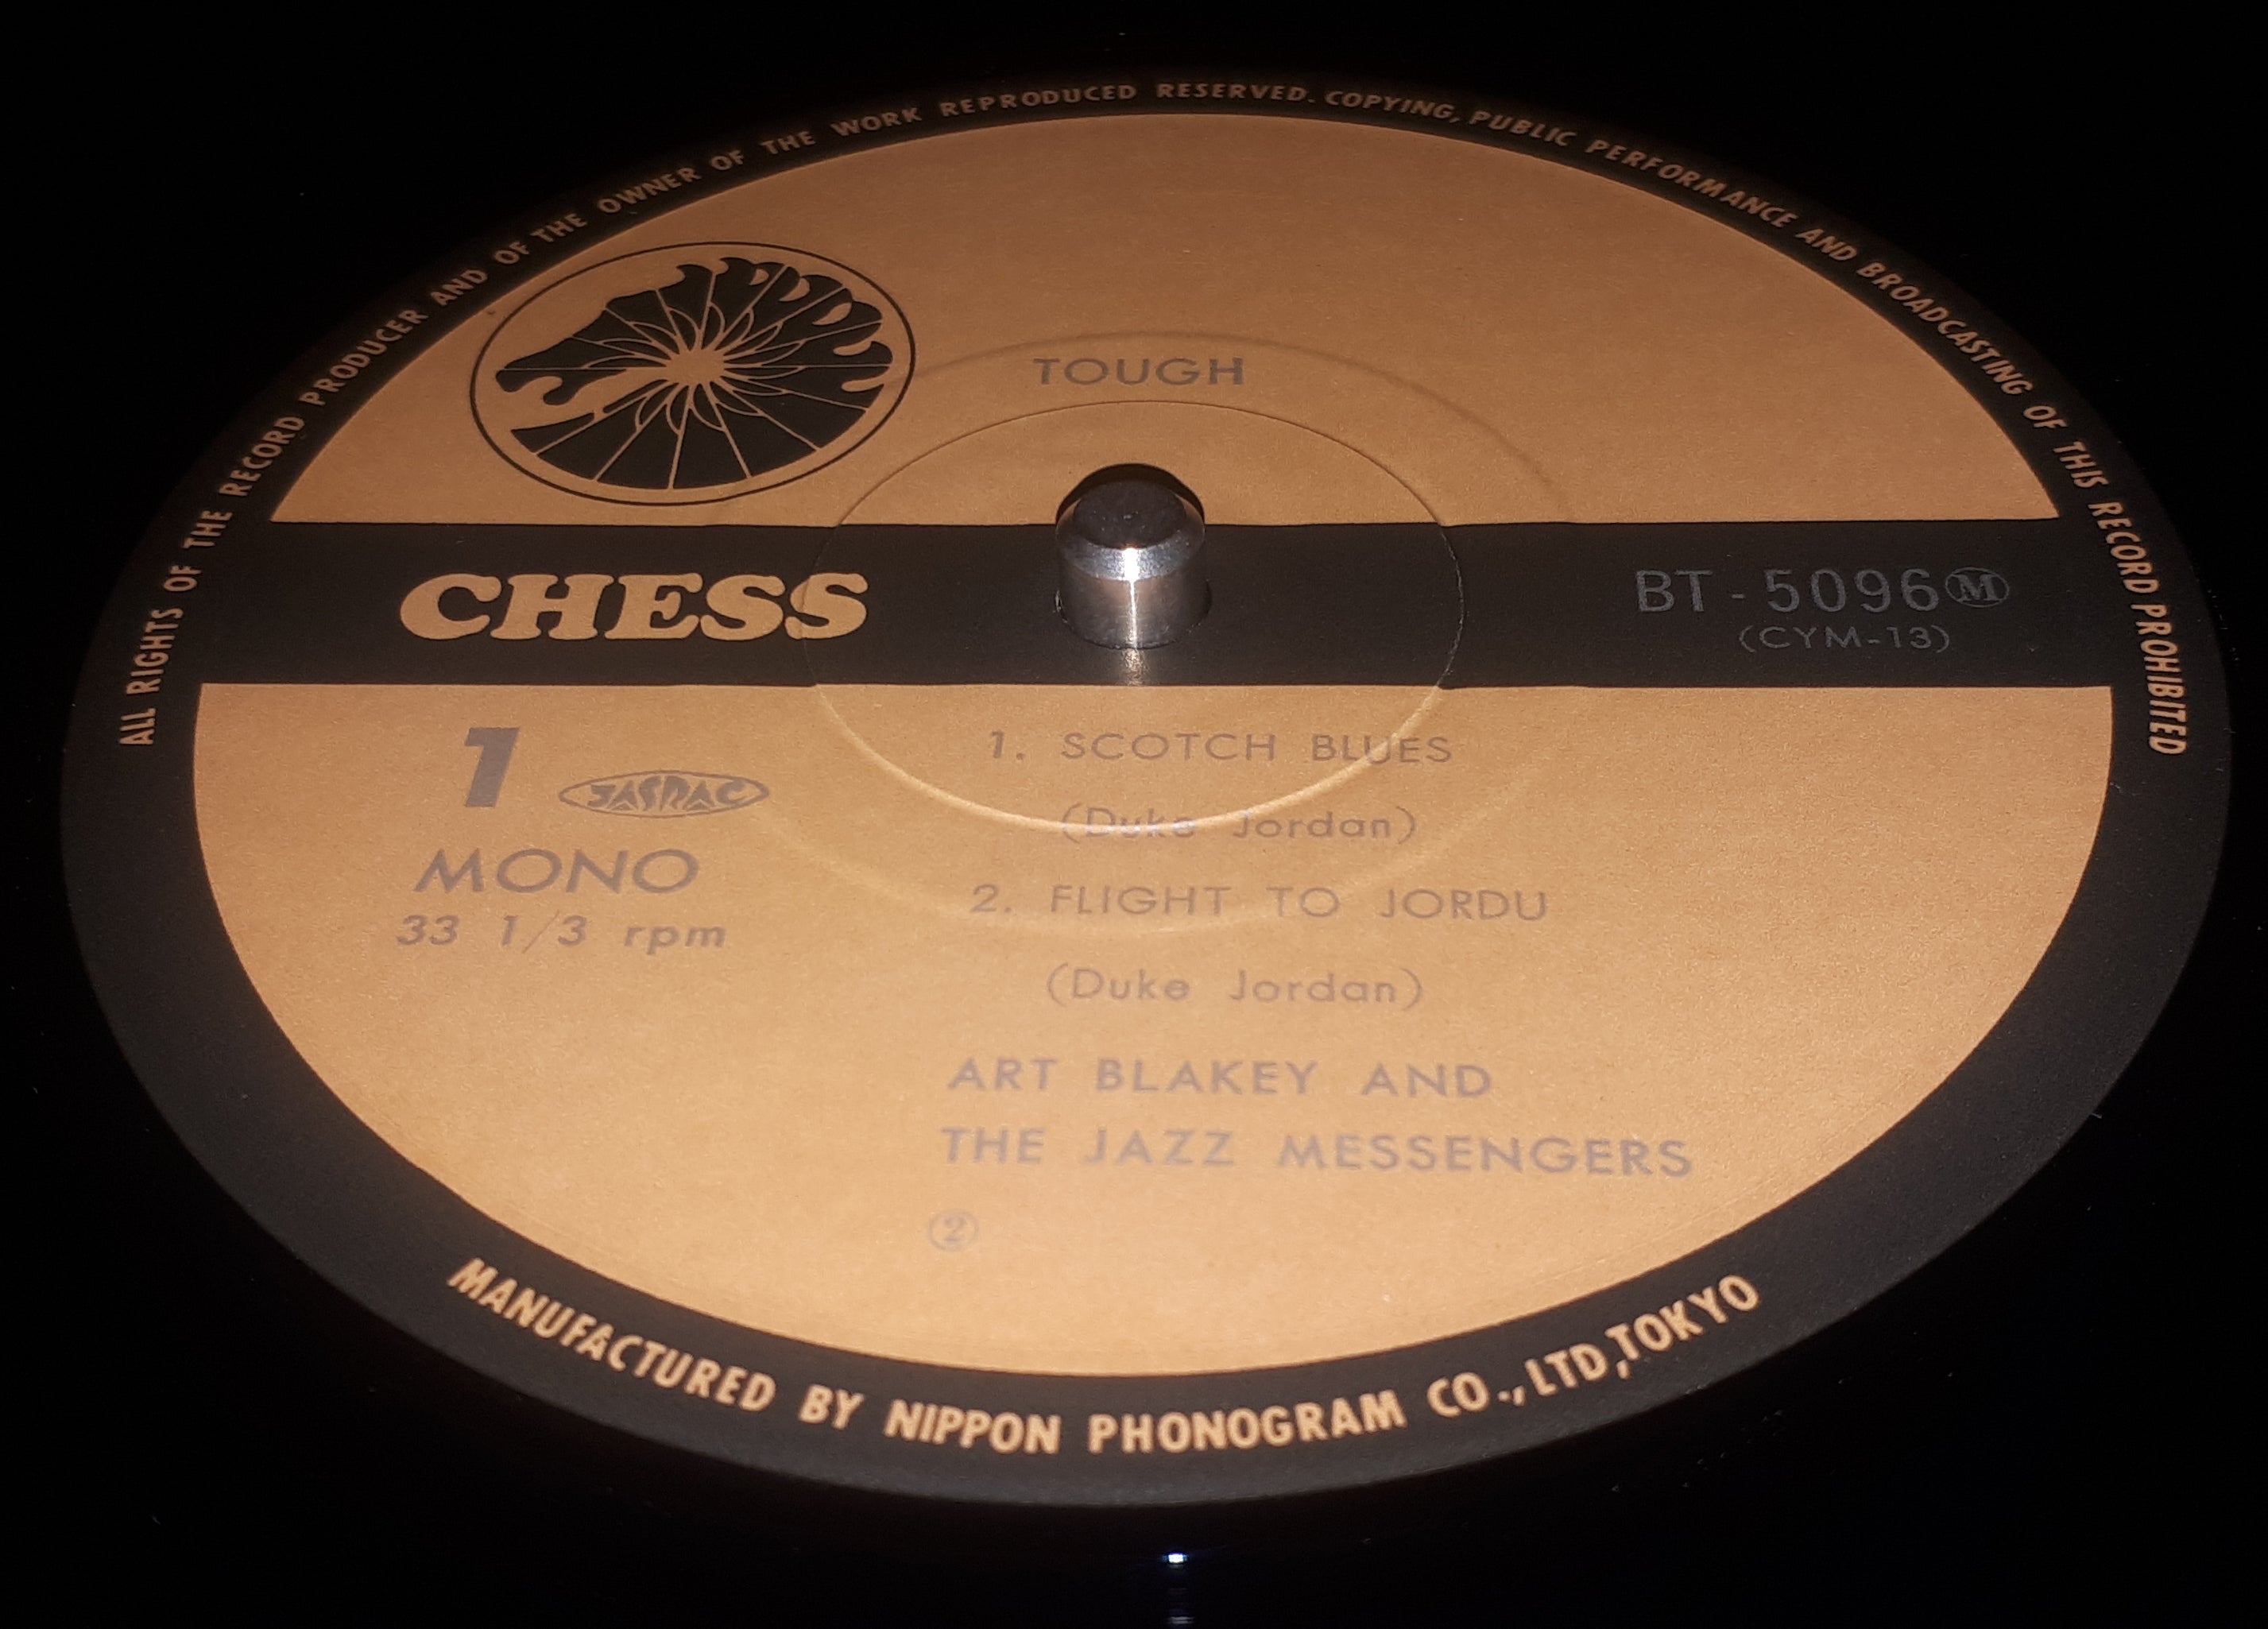 ALL RIGHTS OF THE RECORD PRODUCER AND OF THE OWNER OF THE WORK REPRODUCED RESERVED. COPYING, PUBLIC PERFORMANCE AND BROADCASTING OF THIS RECORD PROHIBITED
TOUGH
CHESS
BT-5096Ⓜ
(CYM-13)
1
JASRAC
MONO
33 1/3 rpm
1. SCOTCH BLUES
(Duke Jordan)
2. FLIGHT TO JORDU
(Duke Jordan)
ART BLAKEY AND
THE JAZZ MESSENGERS
②
MANUFACTURED BY NIPPON PHONOGRAM CO., LTD, TOKYO